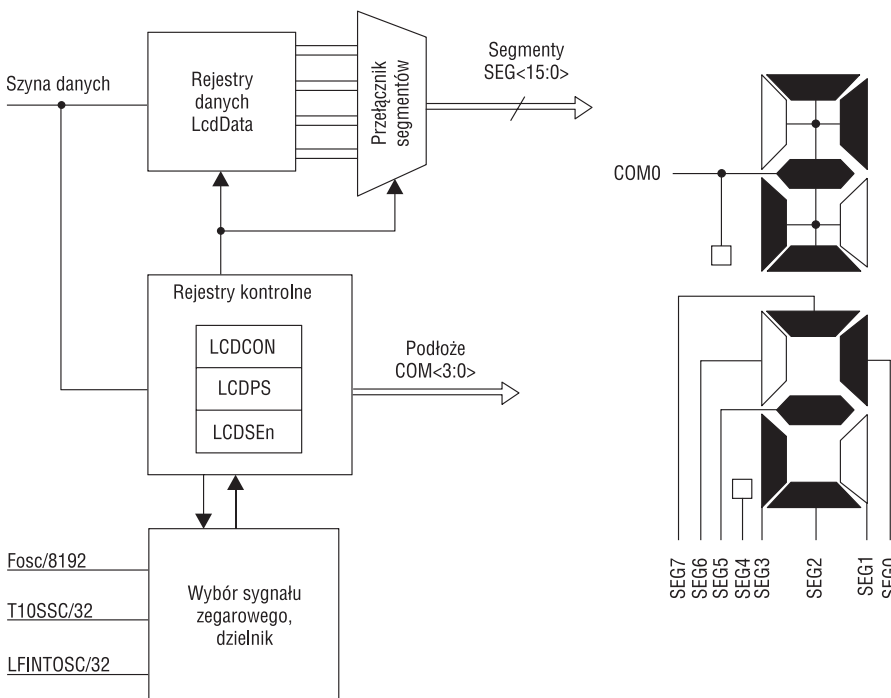 Szyna danych
Rejestry
danych
LcdData
Przełącznik
segmentów
Segmenty
SEG<15:0>
COM0
Rejestry kontrolne
LCDCON
LCDPS
LCDSEn
Podłoże
COM<3:0>
Fosc/8192
T10SSC/32
LFINTOSC/32
Wybór sygnału
zegarowego,
dzielnik
SEG7
SEG6
SEG5
SEG4
SEG3
SEG2
SEG1
SEG0